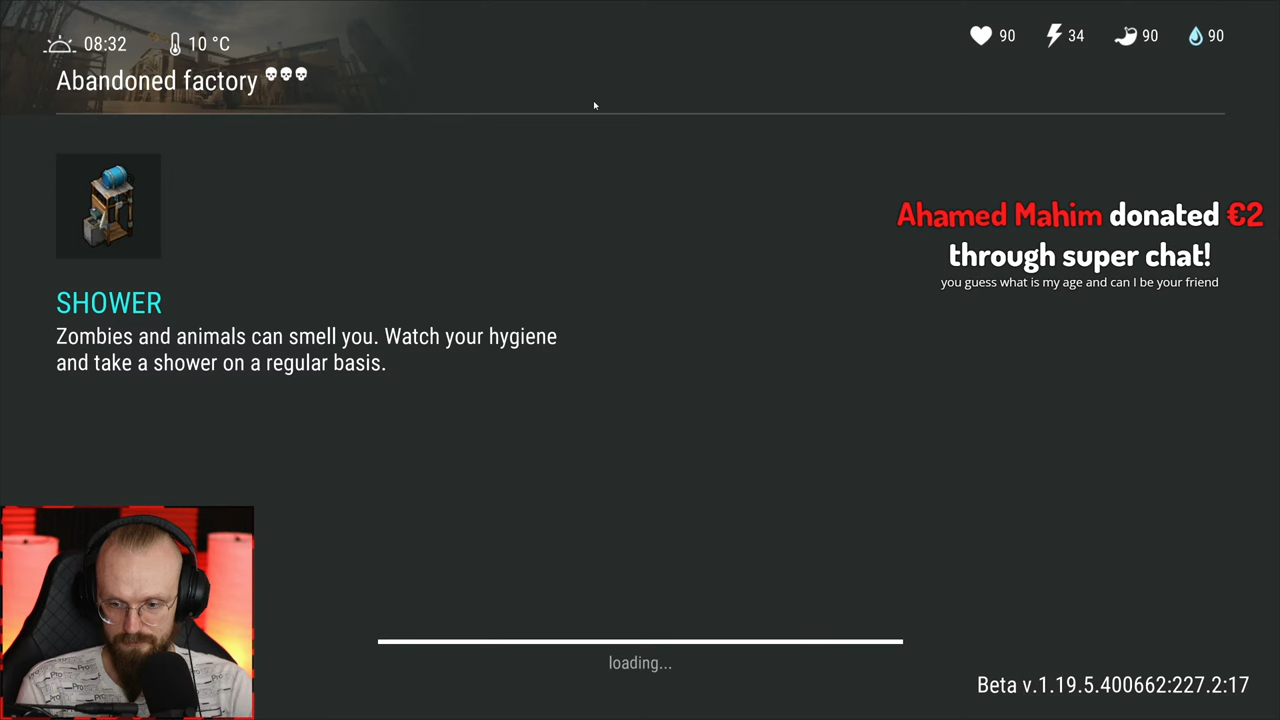 08:32 10 °C
90 34 90 90
Abandoned factory
Ahamed Mahim donated €2
through super chat!
you guess what is my age and can I be your friend
SHOWER
Zombies and animals can smell you. Watch your hygiene
and take a shower on a regular basis.
loading...
Beta v.1.19.5.400662:227.2:17